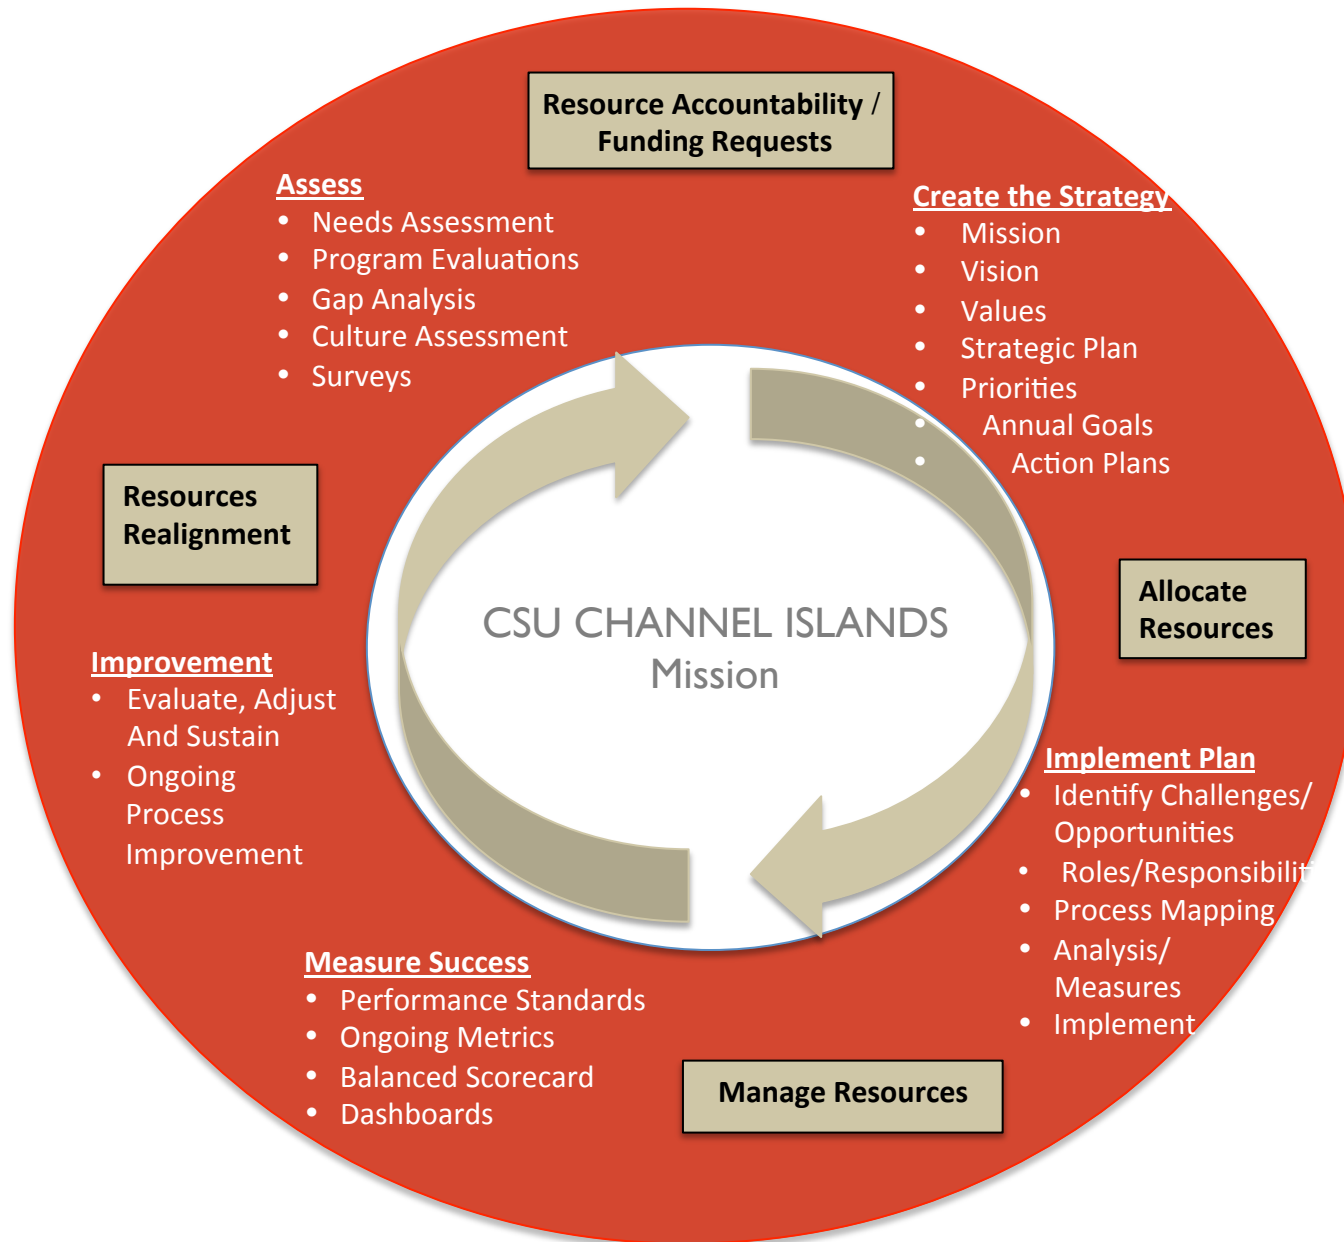 Resource Accountability /
Funding Requests
Assess
• Needs Assessment
• Program Evaluations
• Gap Analysis
• Culture Assessment
• Surveys
Create the Strategy
• Mission
• Vision
• Values
• Strategic Plan
• Priorities
• Annual Goals
• Action Plans
Resources
Realignment
CSU CHANNEL ISLANDS
Mission
Allocate
Resources
Improvement
• Evaluate, Adjust
And Sustain
• Ongoing
Process
Improvement
Implement Plan
• Identify Challenges/
Opportunities
• Roles/Responsibiliti
• Process Mapping
• Analysis/
Measures
• Implement
Measure Success
• Performance Standards
• Ongoing Metrics
• Balanced Scorecard
• Dashboards
Manage Resources